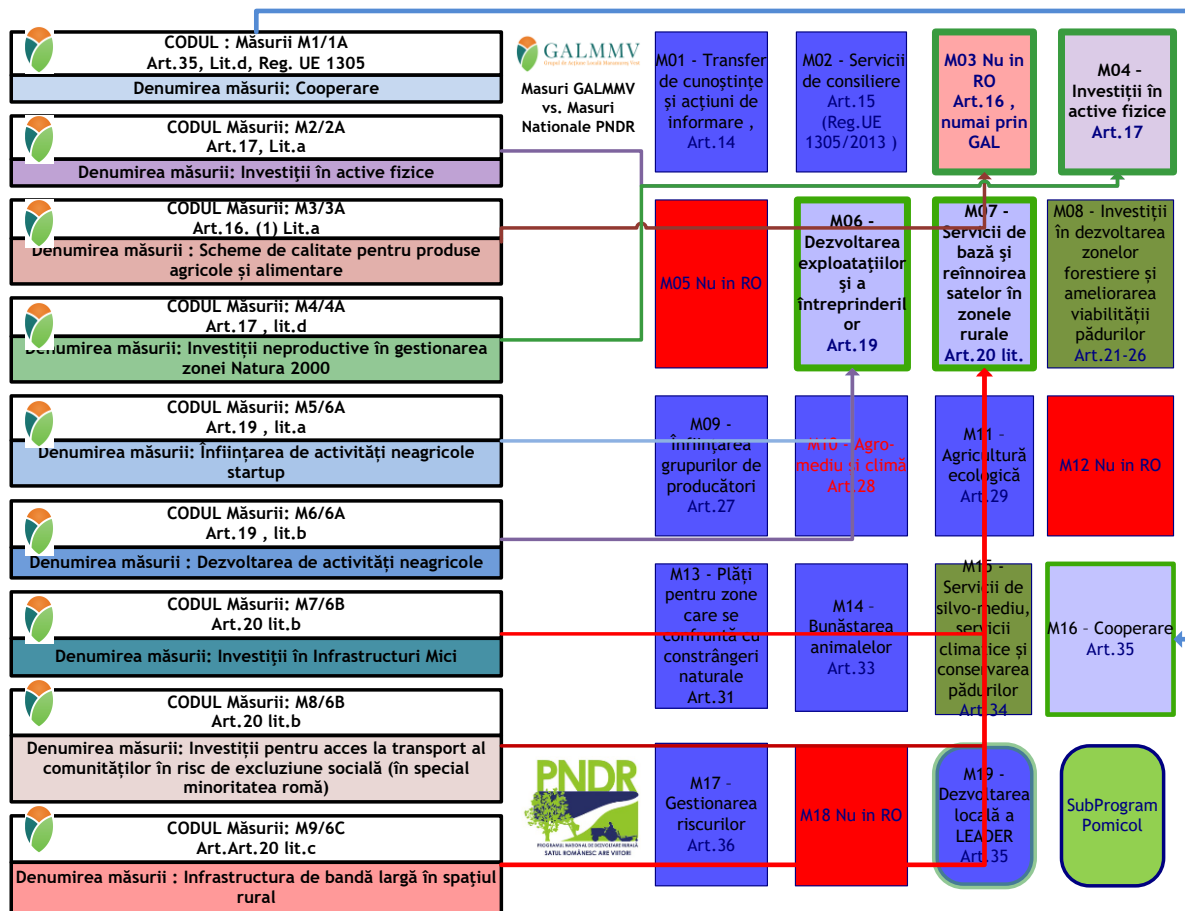 CODUL : Măsurii M1/1A
Art.35, Lit.d, Reg. UE 1305
Denumirea măsurii: Cooperare
CODUL Măsurii: M2/2A
Art.17, Lit.a
Denumirea măsurii: Investiţii în active fizice
CODUL Măsurii: M3/3A
Art.16. (1) Lit.a
Denumirea măsurii : Scheme de calitate pentru produse
agricole și alimentare
CODUL Măsurii: M4/4A
Art.17 , lit.d
Denumirea măsurii: Investiții neproductive în gestionarea
zonei Natura 2000
CODUL Măsurii: M5/6A
Art.19 , lit.a
Denumirea măsurii: Înfiinţarea de activităţi neagricole
startup
CODUL Măsurii: M6/6A
Art.19 , lit.b
Denumirea măsurii : Dezvoltarea de activităţi neagricole
CODUL Măsurii: M7/6B
Art.20 lit.b
Denumirea măsurii: Investiții în Infrastructuri Mici
CODUL Măsurii: M8/6B
Art.20 lit.b
Denumirea măsurii: Investiții pentru acces la transport al
comunităților în risc de excluziune socială (în special
minoritatea romă)
CODUL Măsurii: M9/6C
Art.Art.20 lit.c
Denumirea măsurii : Infrastructura de bandă largă în spațiul
rural
GALMMV
Masuri GALMMV
vs. Masuri
Nationale PNDR
M01 - Transfer
de cunoștințe
și acțiuni de
informare ,
Art.14
M02 - Servicii
de consiliere
Art.15
(Reg.UE
1305/2013 )
M03 Nu in
RO
Art.16 ,
numai prin
GAL
M04 –
Investiții în
active fizice
Art.17
M05 Nu in RO
M06 -
Dezvoltarea
exploatațiilor
și a
întreprinderil
or
Art.19
M07 -
Servicii de
bază și
reînnoirea
satelor în
zonele
rurale
Art.20 lit.
M08 - Investiții
în dezvoltarea
zonelor
forestiere și
ameliorarea
viabilității
pădurilor
Art.21-26
M09 -
Înființarea
grupurilor de
producători
Art.27
M10 - Agro-
mediu și climă
Art.28
M11 –
Agricultură
ecologică
Art.29
M12 Nu in RO
M13 - Plăți
pentru zone
care se
confruntă cu
constrângeri
naturale
Art.31
M14 –
Bunăstarea
animalelor
Art.33
M15 -
Servicii de
silvo-mediu,
servicii
climatice și
conservarea
pădurilor
Art.34
M16 – Cooperare
Art.35
PNDR
PROGRAMUL NAȚIONAL DE DEZVOLTARE RURALĂ
SATUL ROMÂNESC ARE VIITOR!
M17 -
Gestionarea
riscurilor
Art.36
M18 Nu in RO
M19 -
Dezvoltarea
locală a
LEADER
Art.35
SubProgram
Pomicol